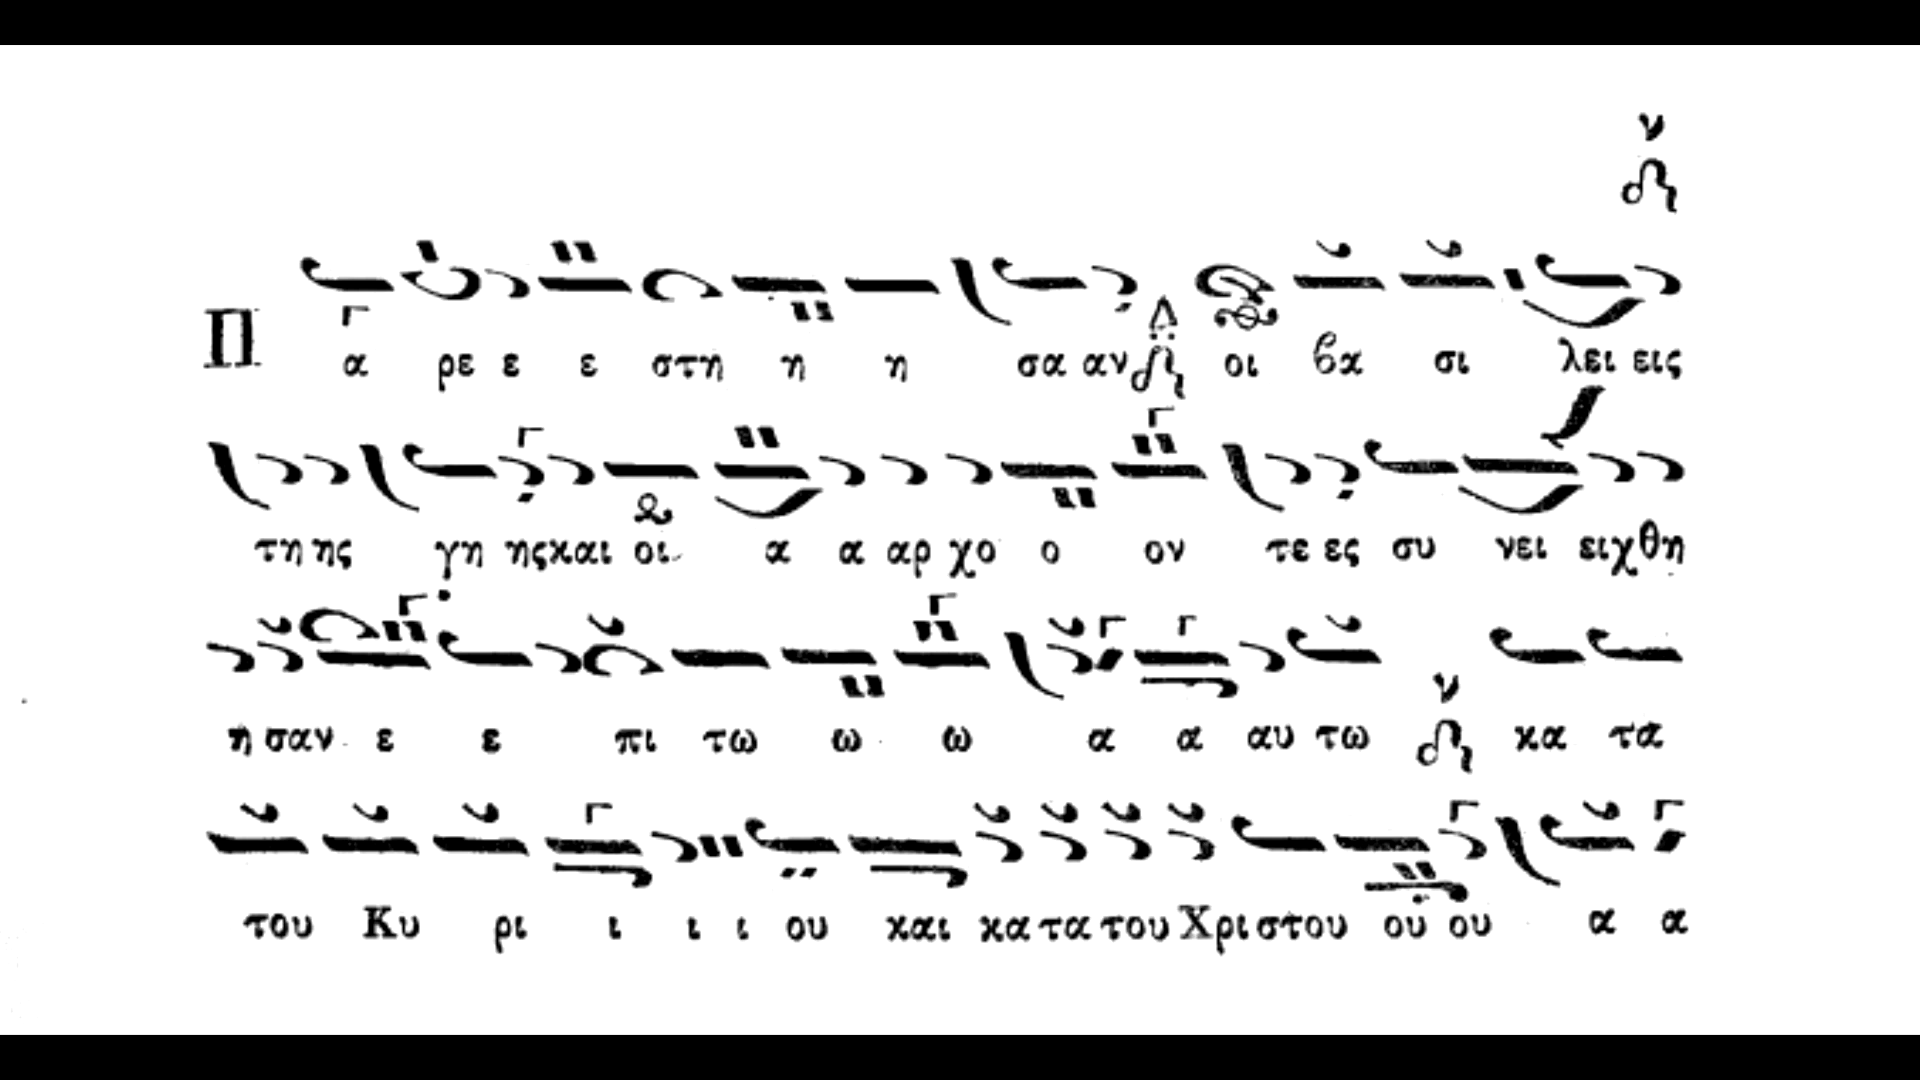 ν
Π α ρε ε ε στη η η σα αν Δ οι βα σι λει εις
τη ης γη ης και οι α α αρ χο ο ον τε ες συ νει ειχθη
η σαν ε ε πι τω ω ω α α αυ τω ν κα τα
του Κυ ρι ι ι ι ου και κα τα του Χρι στου ου ου α α